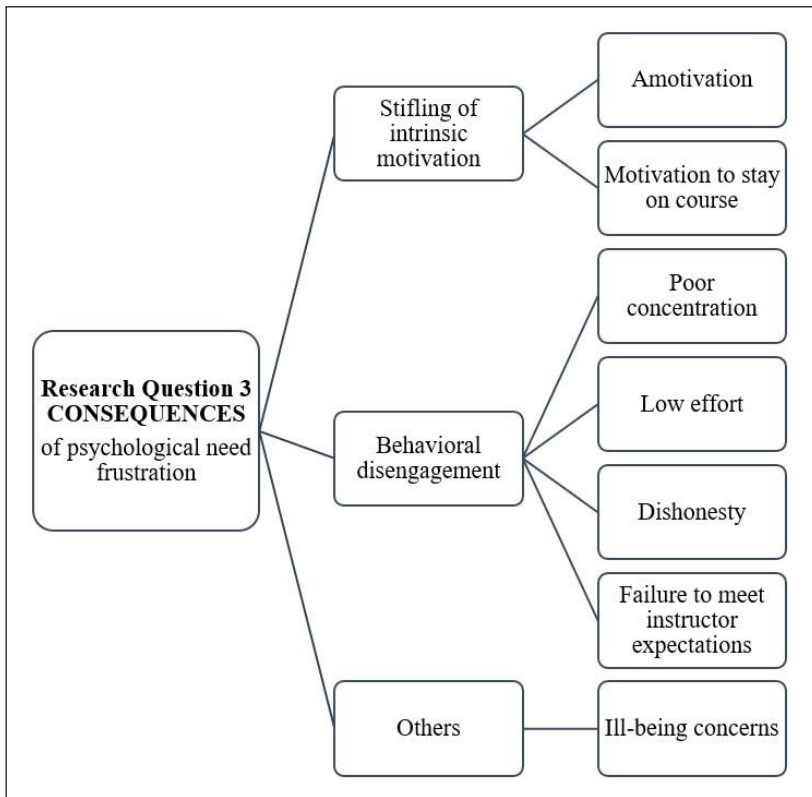 Research Question 3
CONSEQUENCES
of psychological need
frustration
Stifling of
intrinsic
motivation
Amotivation
Motivation to stay
on course
Behavioral
disengagement
Poor
concentration
Low effort
Dishonesty
Failure to meet
instructor
expectations
Others
Ill-being concerns